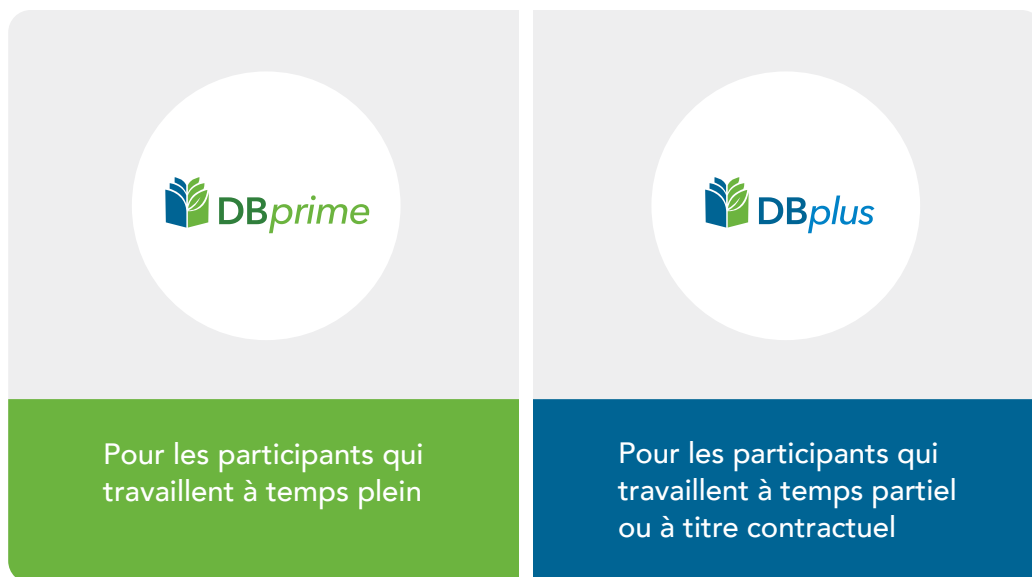 DBprime
Pour les participants qui
travaillent à temps plein
DBplus
Pour les participants qui
travaillent à temps partiel
ou à titre contractuel